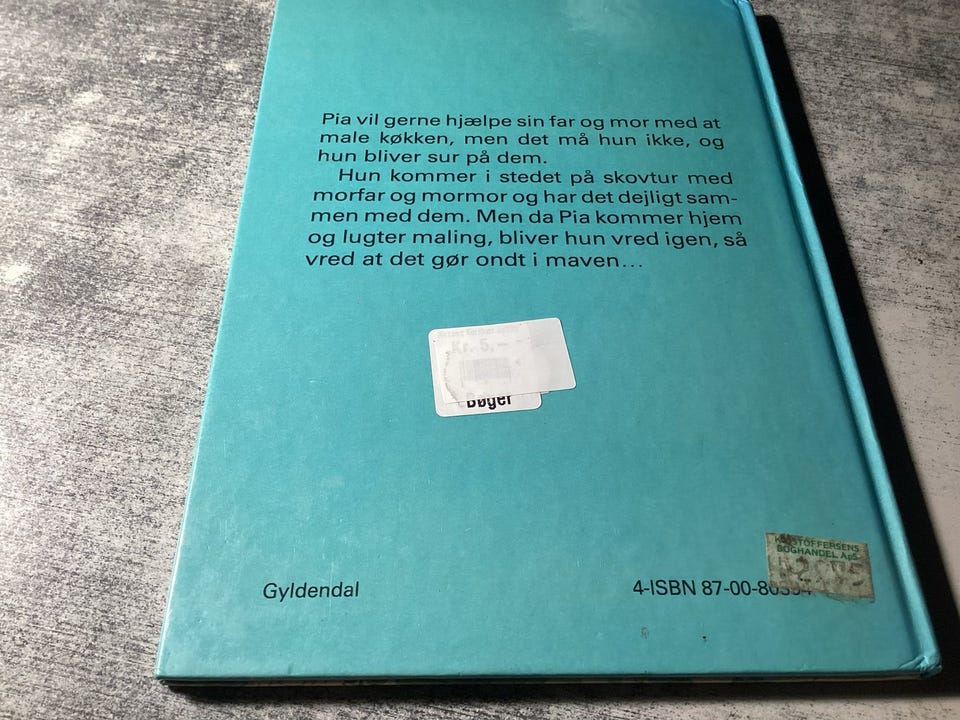 Pia vil gerne hjælpe sin far og mor med at
male køkken, men det må hun ikke, og
hun bliver sur på dem.
Hun kommer i stedet på skovtur med
morfar og mormor og har det dejligt sam-
men med dem. Men da Pia kommer hjem
og lugter maling, bliver hun vred igen, så
vred at det gør ondt i maven...
Kr. 5,-
Bøger
BOGHANDEL ApS
Gyldendal
4-ISBN 87-00-80